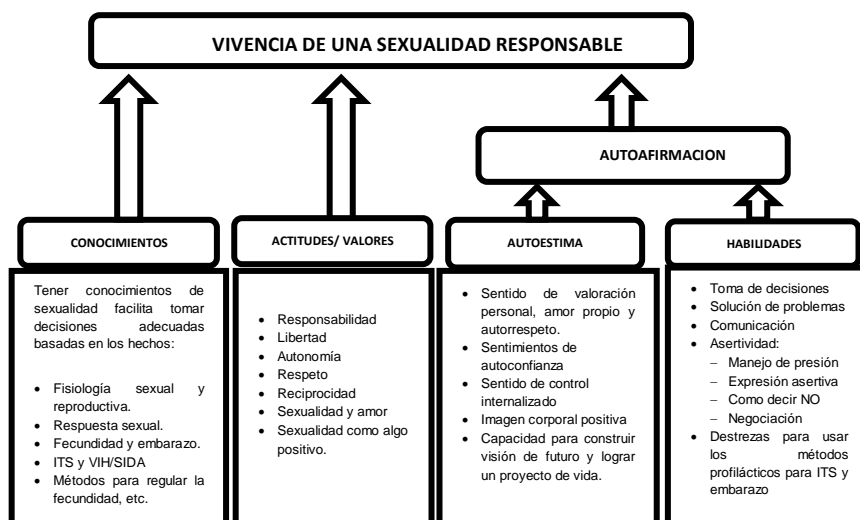 VIVENCIA DE UNA SEXUALIDAD RESPONSABLE
AUTOAFIRMACION
CONOCIMIENTOS
Tener conocimientos de
sexualidad facilita tomar
decisiones adecuadas
basadas en los hechos:
• Fisiología sexual y
reproductiva.
• Respuesta sexual.
• Fecundidad y embarazo.
• ITS y VIH/SIDA
• Métodos para regular la
fecundidad, etc.
ACTITUDES/ VALORES
• Responsabilidad
• Libertad
• Autonomía
• Respeto
• Reciprocidad
• Sexualidad y amor
• Sexualidad como algo
positivo.
AUTOESTIMA
• Sentido de valoración
personal, amor propio y
autorrespeto.
• Sentimientos de
autoconfianza
• Sentido de control
internalizado
• Imagen corporal positiva
• Capacidad para construir
visión de futuro y lograr
un proyecto de vida.
HABILIDADES
• Toma de decisiones
• Solución de problemas
• Comunicación
• Asertividad:
– Manejo de presión
– Expresión asertiva
– Como decir NO
– Negociación
• Destrezas para usar
los métodos
profilácticos para ITS y
embarazo